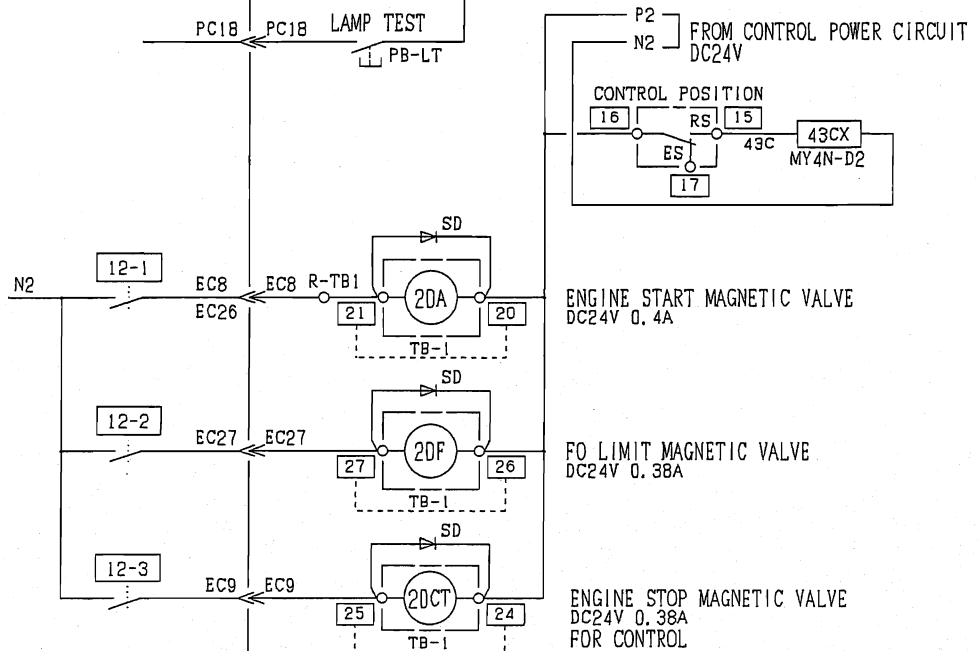 PC18 PC18 LAMP TEST
PB-LT
P2
N2
FROM CONTROL POWER CIRCUIT
DC24V
CONTROL POSITION
16 RS 15
43C 43CX
ES
MY4N-D2
17
SD
12-1
N2 EC8 EC8 R-TB1 20A
EC26
21 20
TB-1
ENGINE START MAGNETIC VALVE
DC24V 0.4A
SD
12-2
EC27 EC27 20F
27 26
TB-1
FO LIMIT MAGNETIC VALVE
DC24V 0.38A
SD
12-3
EC9 EC9 20CT
25 24
TB-1
ENGINE STOP MAGNETIC VALVE
DC24V 0.38A
FOR CONTROL